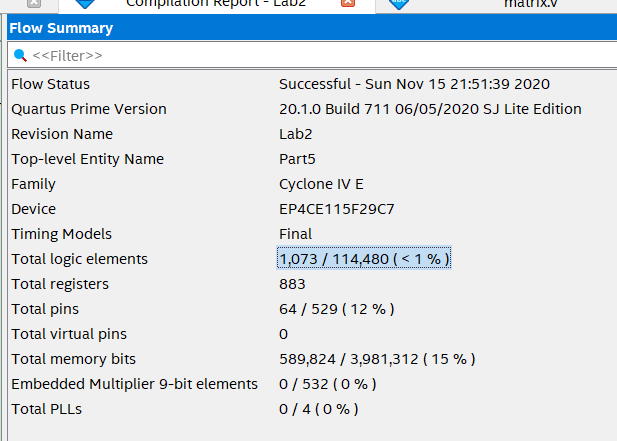 Compilation Report - Lab2
matrix.v
Flow Summary
<<Filter>>
Flow Status Successful - Sun Nov 15 21:51:39 2020
Quartus Prime Version 20.1.0 Build 711 06/05/2020 SJ Lite Edition
Revision Name Lab2
Top-level Entity Name Part5
Family Cyclone IV E
Device EP4CE115F29C7
Timing Models Final
Total logic elements 1,073 / 114,480 ( < 1 % )
Total registers 883
Total pins 64 / 529 ( 12 % )
Total virtual pins 0
Total memory bits 589,824 / 3,981,312 ( 15 % )
Embedded Multiplier 9-bit elements 0 / 532 ( 0 % )
Total PLLs 0 / 4 ( 0 % )